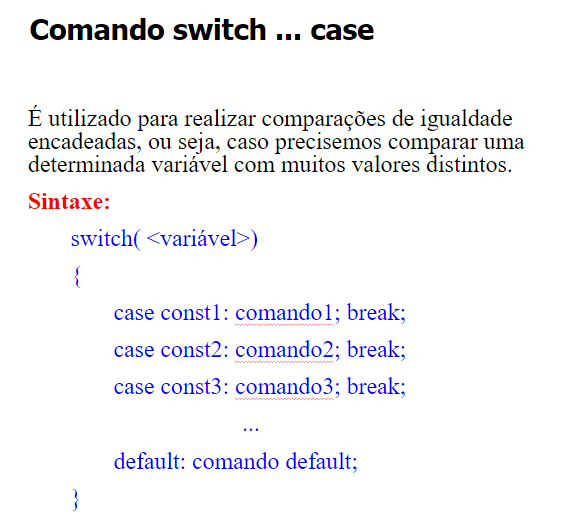 Comando switch ... case
É utilizado para realizar comparações de igualdade
encadeadas, ou seja, caso precisemos comparar uma
determinada variável com muitos valores distintos.
Sintaxe:
switch( <variável>)
{
case const1: comando1; break;
case const2: comando2; break;
case const3: comando3; break;
...
default: comando default;
}